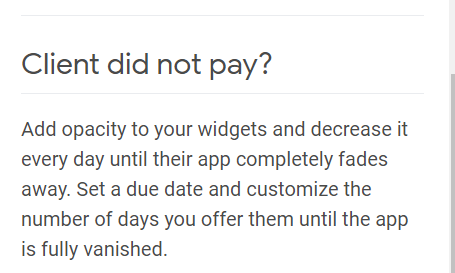 Client did not pay?
Add opacity to your widgets and decrease it
every day until their app completely fades
away. Set a due date and customize the
number of days you offer them until the app
is fully vanished.